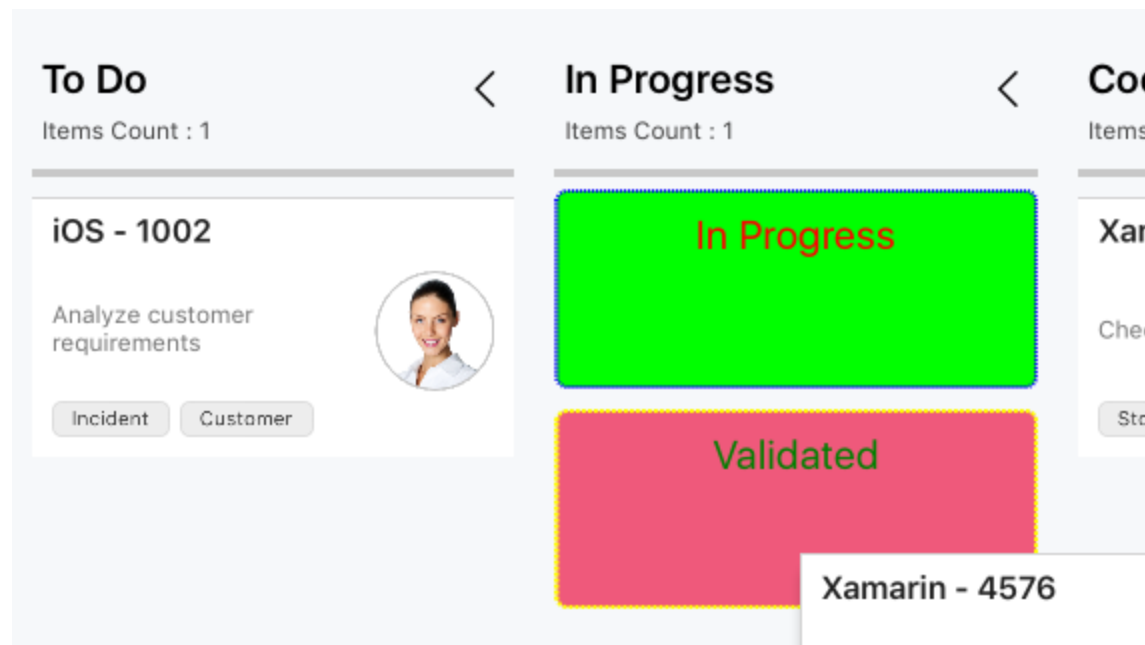 To Do
Items Count : 1
iOS - 1002
Analyze customer
requirements
Incident
Customer
In Progress
Items Count : 1
In Progress
Validated
Xamarin - 4576
Items